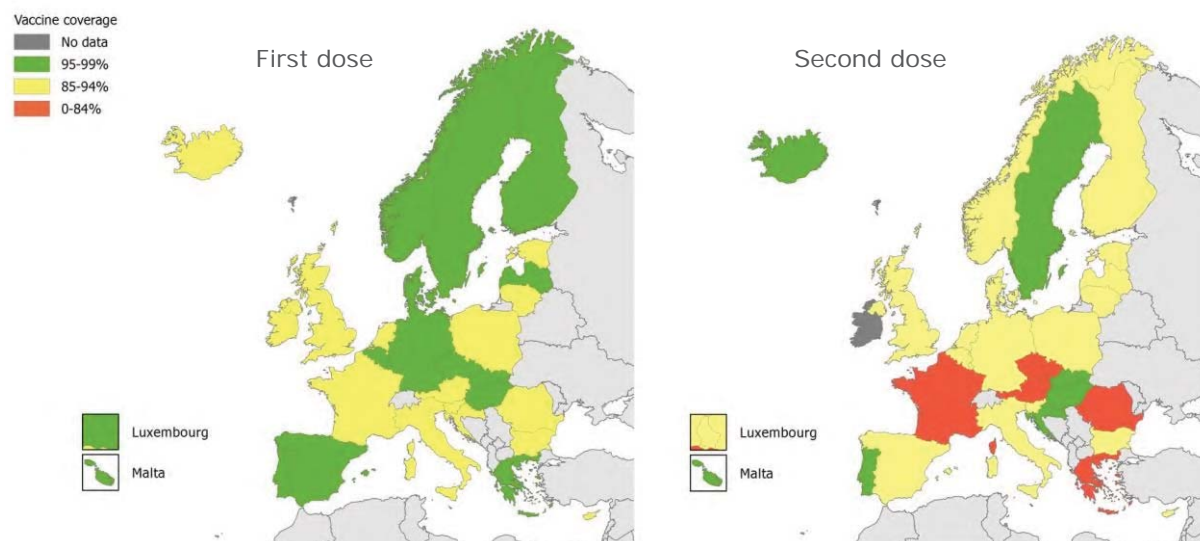 Vaccine coverage
No data
95-99%
85-94%
0-84%
First dose
Second dose
Luxembourg
Malta
Luxembourg
Malta